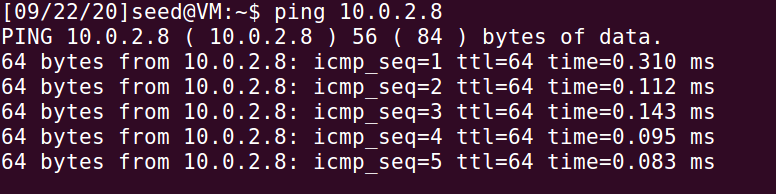 [09/22/20]seed@VM:~$ ping 10.0.2.8
PING 10.0.2.8 ( 10.0.2.8 ) 56 ( 84 ) bytes of data.
64 bytes from 10.0.2.8: icmp_seq=1 ttl=64 time=0.310 ms
64 bytes from 10.0.2.8: icmp_seq=2 ttl=64 time=0.112 ms
64 bytes from 10.0.2.8: icmp_seq=3 ttl=64 time=0.143 ms
64 bytes from 10.0.2.8: icmp_seq=4 ttl=64 time=0.095 ms
64 bytes from 10.0.2.8: icmp_seq=5 ttl=64 time=0.083 ms